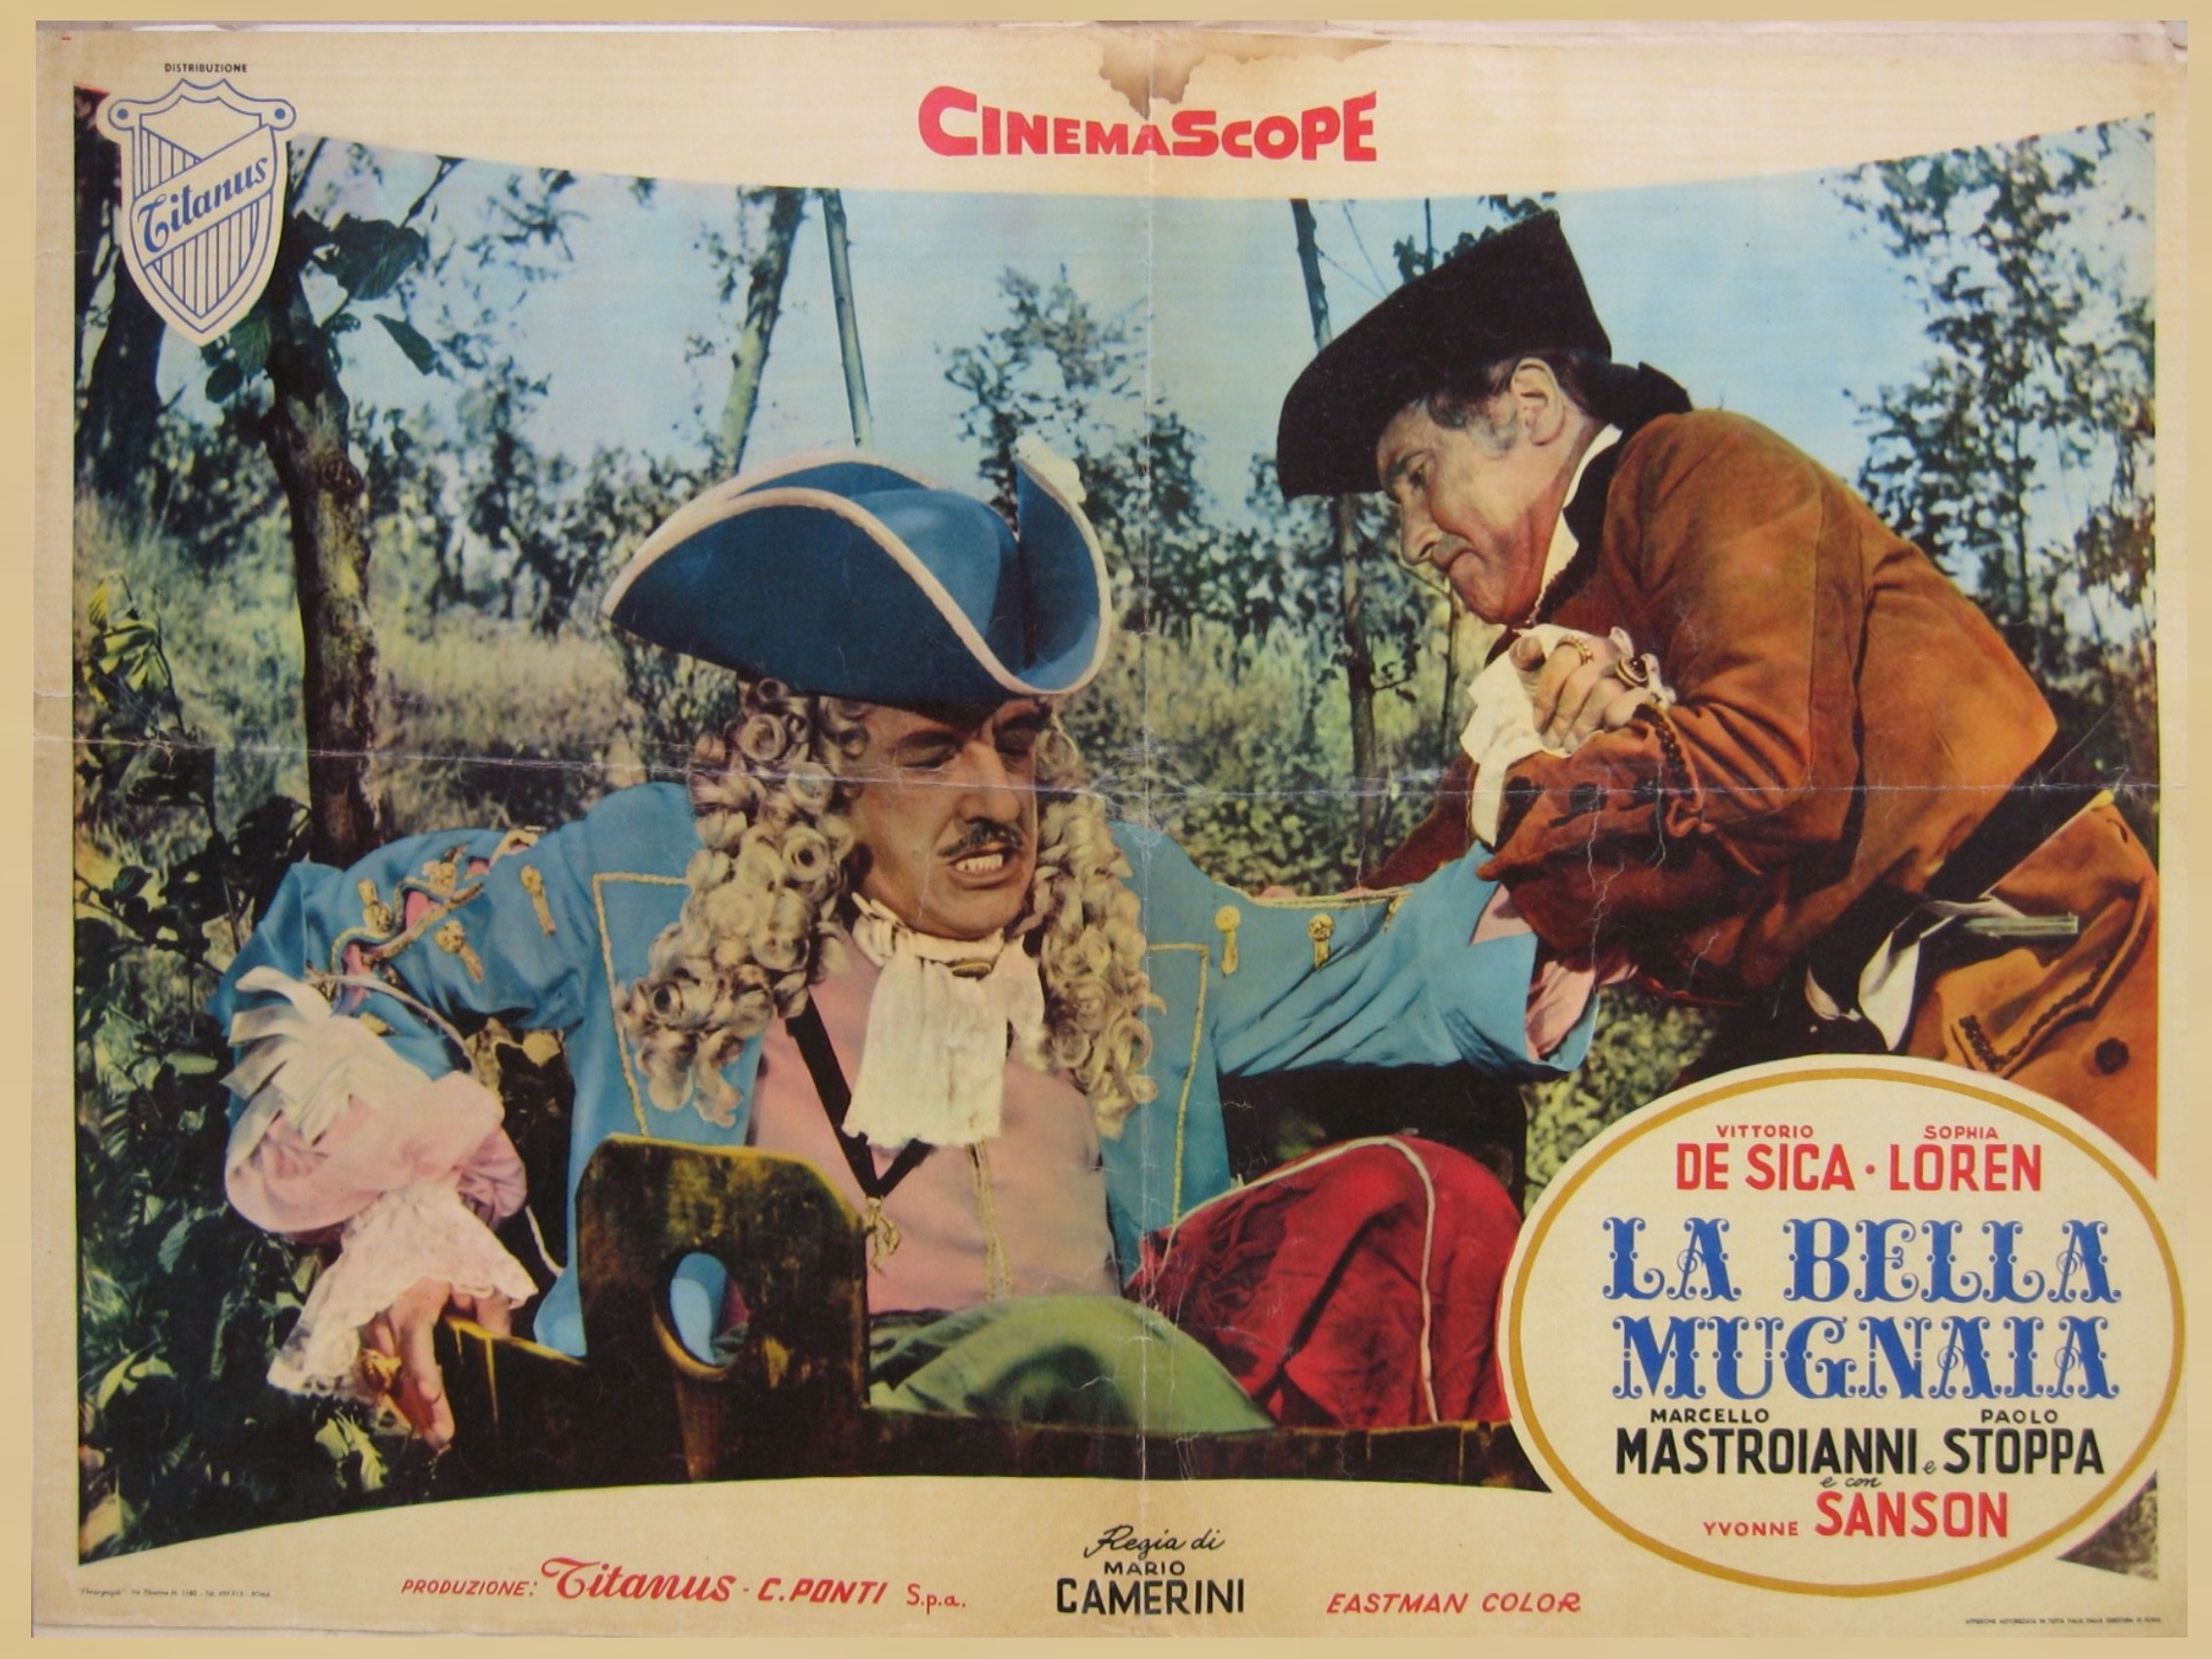 DISTRIBUZIONE
Titanus
CINEMASCOPE
VITTORIO SOPHIA
DE SICA · LOREN
LA BELLA
MUGNAIA
MARCELLO PAOLO
MASTROIANNI e STOPPA
e con
YVONNE SANSON
Regia di
MARIO
CAMERINI
PRODUZIONE: Titanus - C. PONTI S.p.a.
EASTMAN COLOR